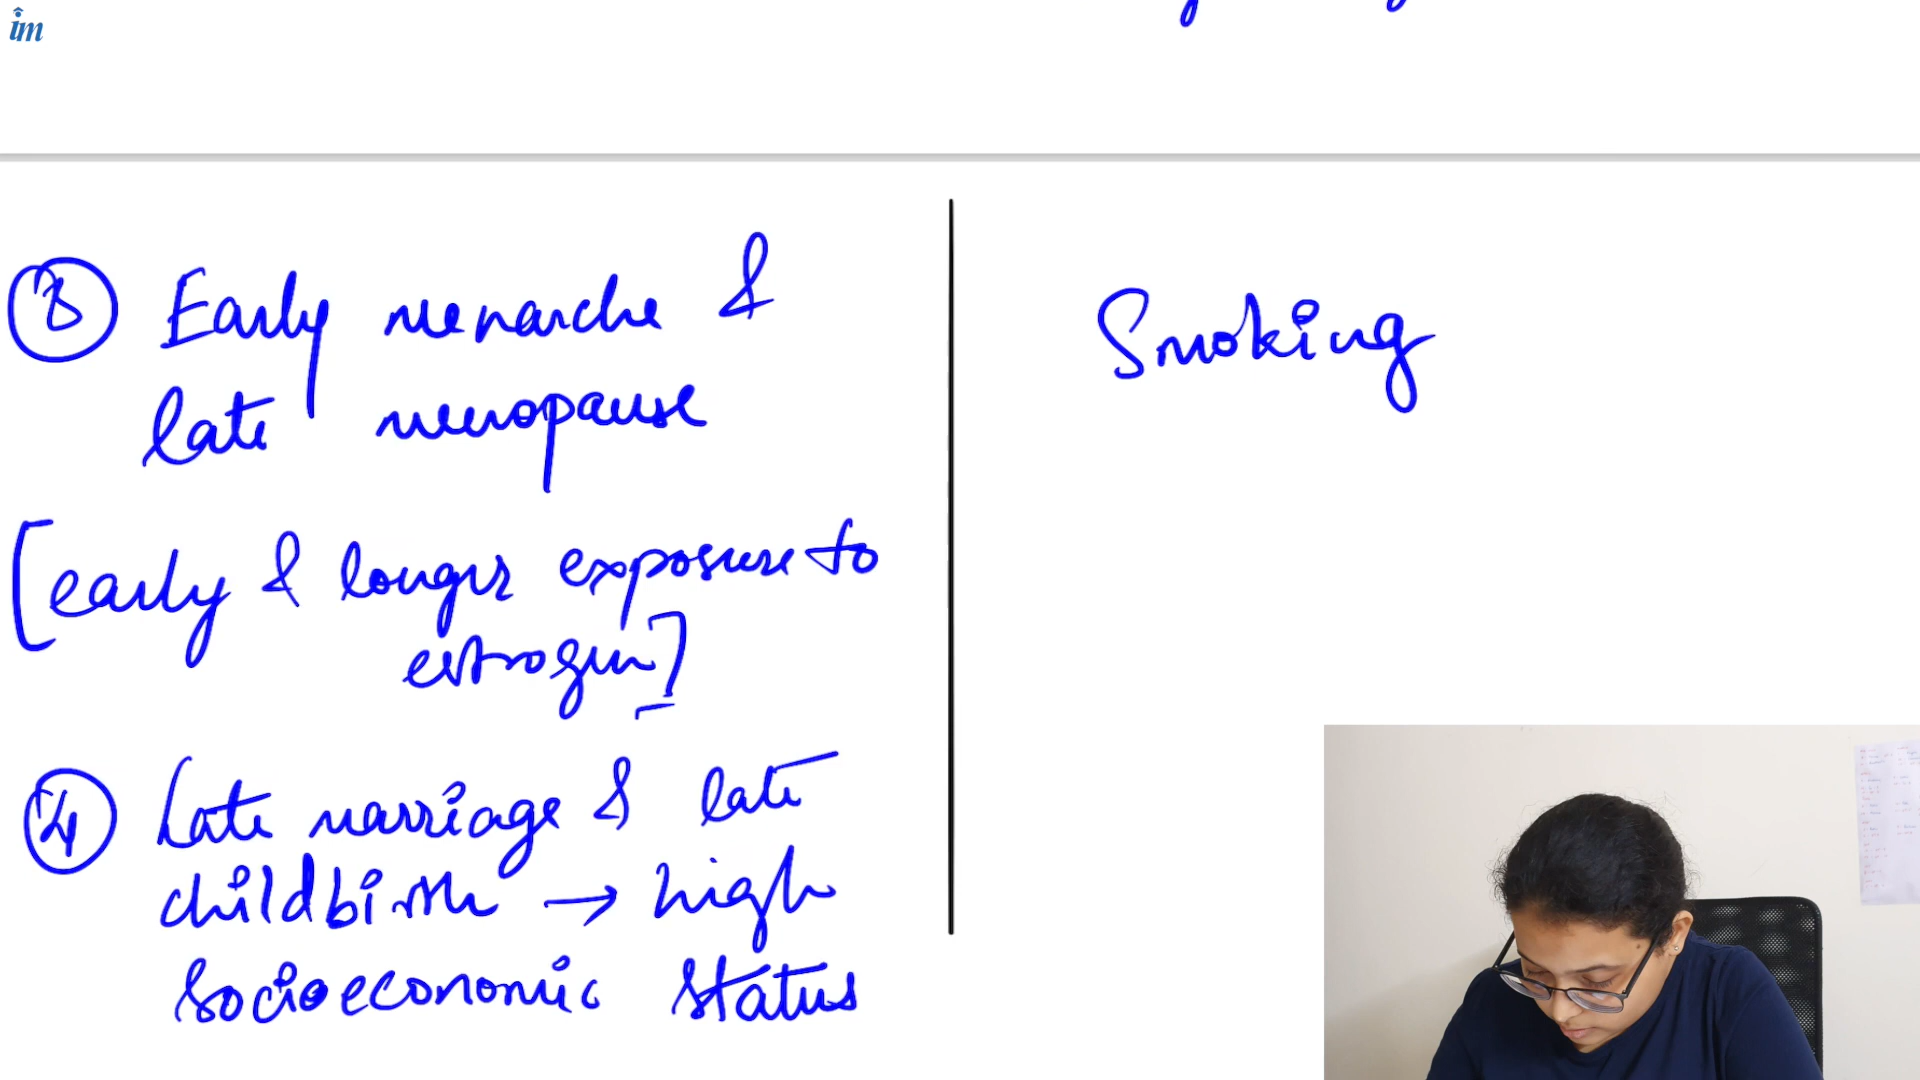 im
3 Early menarche &
late menopause
[early & longer exposure to
estrogen]
4 Late marriage & late
childbirth → high
socioeconomic status
Smoking